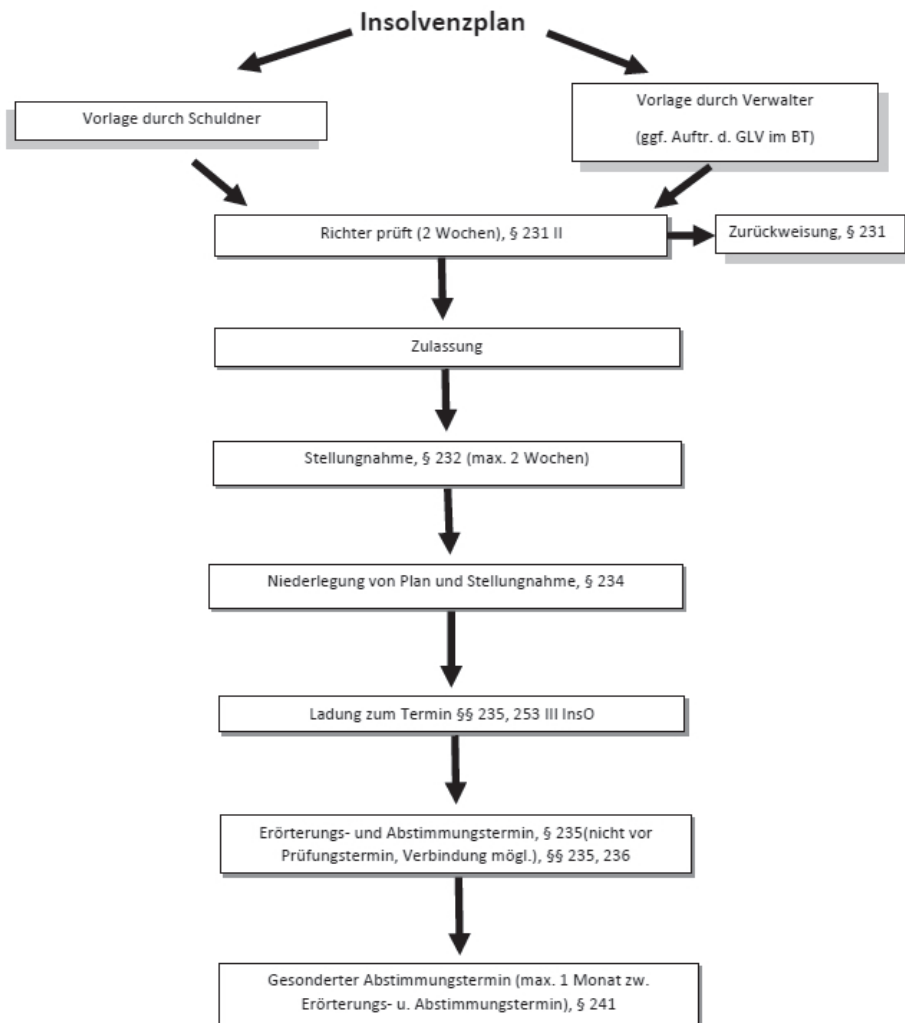 Insolvenzplan
Vorlage durch Schuldner
Vorlage durch Verwalter
(ggf. Auftr. d. GLV im BT)
Richter prüft (2 Wochen), § 231 II
Zurückweisung, § 231
Zulassung
Stellungnahme, § 232 (max. 2 Wochen)
Niederlegung von Plan und Stellungnahme, § 234
Ladung zum Termin §§ 235, 253 III InsO
Erörterungs- und Abstimmungstermin, § 235(nicht vor
Prüfungstermin, Verbindung mögl.), §§ 235, 236
Gesonderter Abstimmungstermin (max. 1 Monat zw.
Erörterungs- u. Abstimmungstermin), § 241